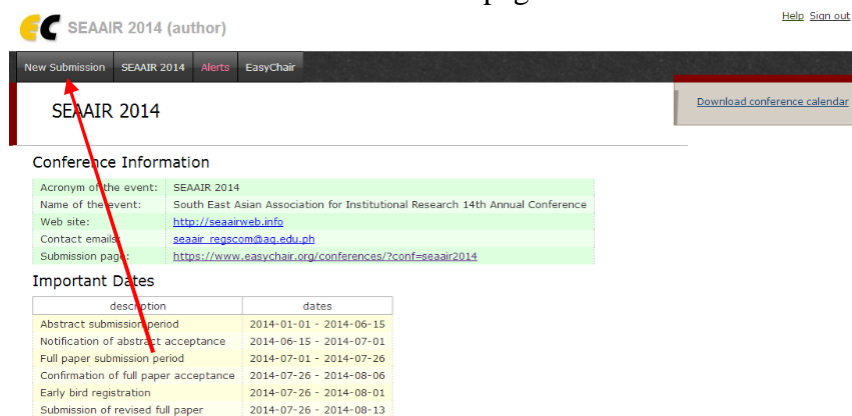 Help Sign out
EC SEAAIR 2014 (author)
New Submission SEAAIR 2014 Alerts EasyChair
Download conference calendar
SEAAIR 2014
Conference Information
Acronym of the event: SEAAIR 2014
Name of the event: South East Asian Association for Institutional Research 14th Annual Conference
Web site: http://seaairweb.info
Contact emails: seaair_regscom@aq.edu.ph
Submission page: https://www.easychair.org/conferences/?conf=seaair2014
Important Dates
description dates
Abstract submission period 2014-01-01 - 2014-06-15
Notification of abstract acceptance 2014-06-15 - 2014-07-01
Full paper submission period 2014-07-01 - 2014-07-26
Confirmation of full paper acceptance 2014-07-26 - 2014-08-06
Early bird registration 2014-07-26 - 2014-08-01
Submission of revised full paper 2014-07-26 - 2014-08-13